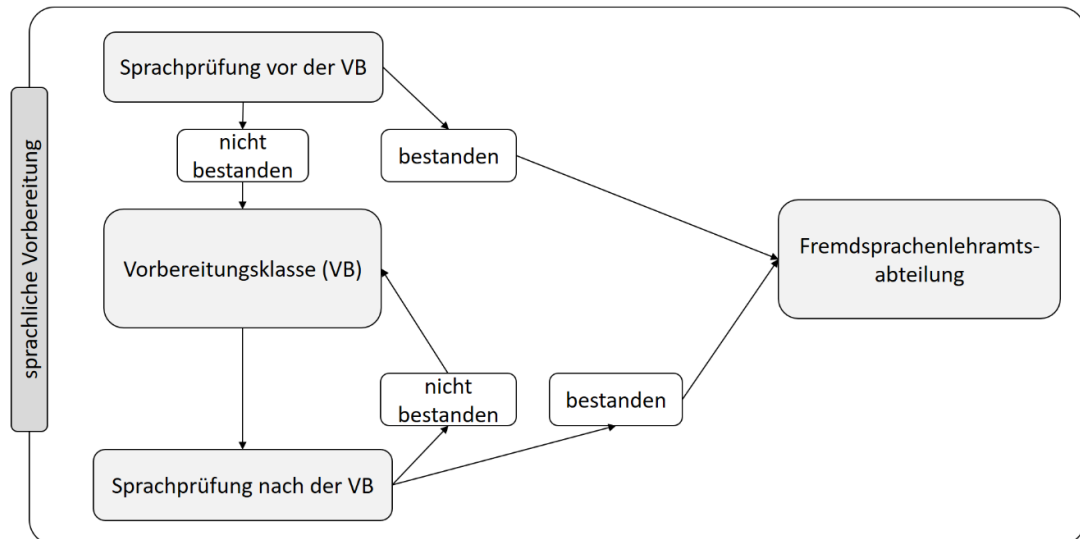 sprachliche Vorbereitung
Sprachprüfung vor der VB
nicht
bestanden
bestanden
Vorbereitungsklasse (VB)
Fremdsprachenlehramts-
abteilung
nicht
bestanden
bestanden
Sprachprüfung nach der VB